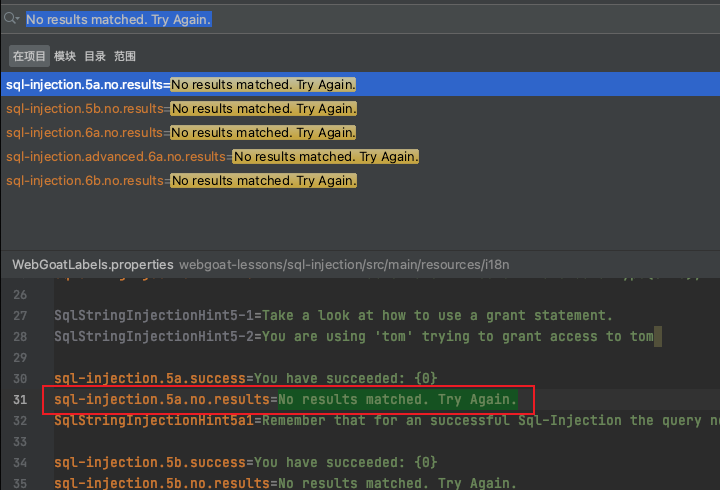 No results matched. Try Again.
在项目 模块 目录 范围
sql-injection.5a.no.results=No results matched. Try Again.
sql-injection.5b.no.results=No results matched. Try Again.
sql-injection.6a.no.results=No results matched. Try Again.
sql-injection.advanced.6a.no.results=No results matched. Try Again.
sql-injection.6b.no.results=No results matched. Try Again.
WebGoatLabels.properties webgoat-lessons/sql-injection/src/main/resources/i18n
26
27 SqlStringInjectionHint5-1=Take a look at how to use a grant statement.
28 SqlStringInjectionHint5-2=You are using 'tom' trying to grant access to tom
29
30 sql-injection.5a.success=You have succeeded: {0}
31 sql-injection.5a.no.results=No results matched. Try Again.
32 SqlStringInjectionHint5a1=Remember that for an successful Sql-Injection the query
33
34 sql-injection.5b.success=You have succeeded: {0}
35 sql-injection.5b.no.results=No results matched. Try Again.